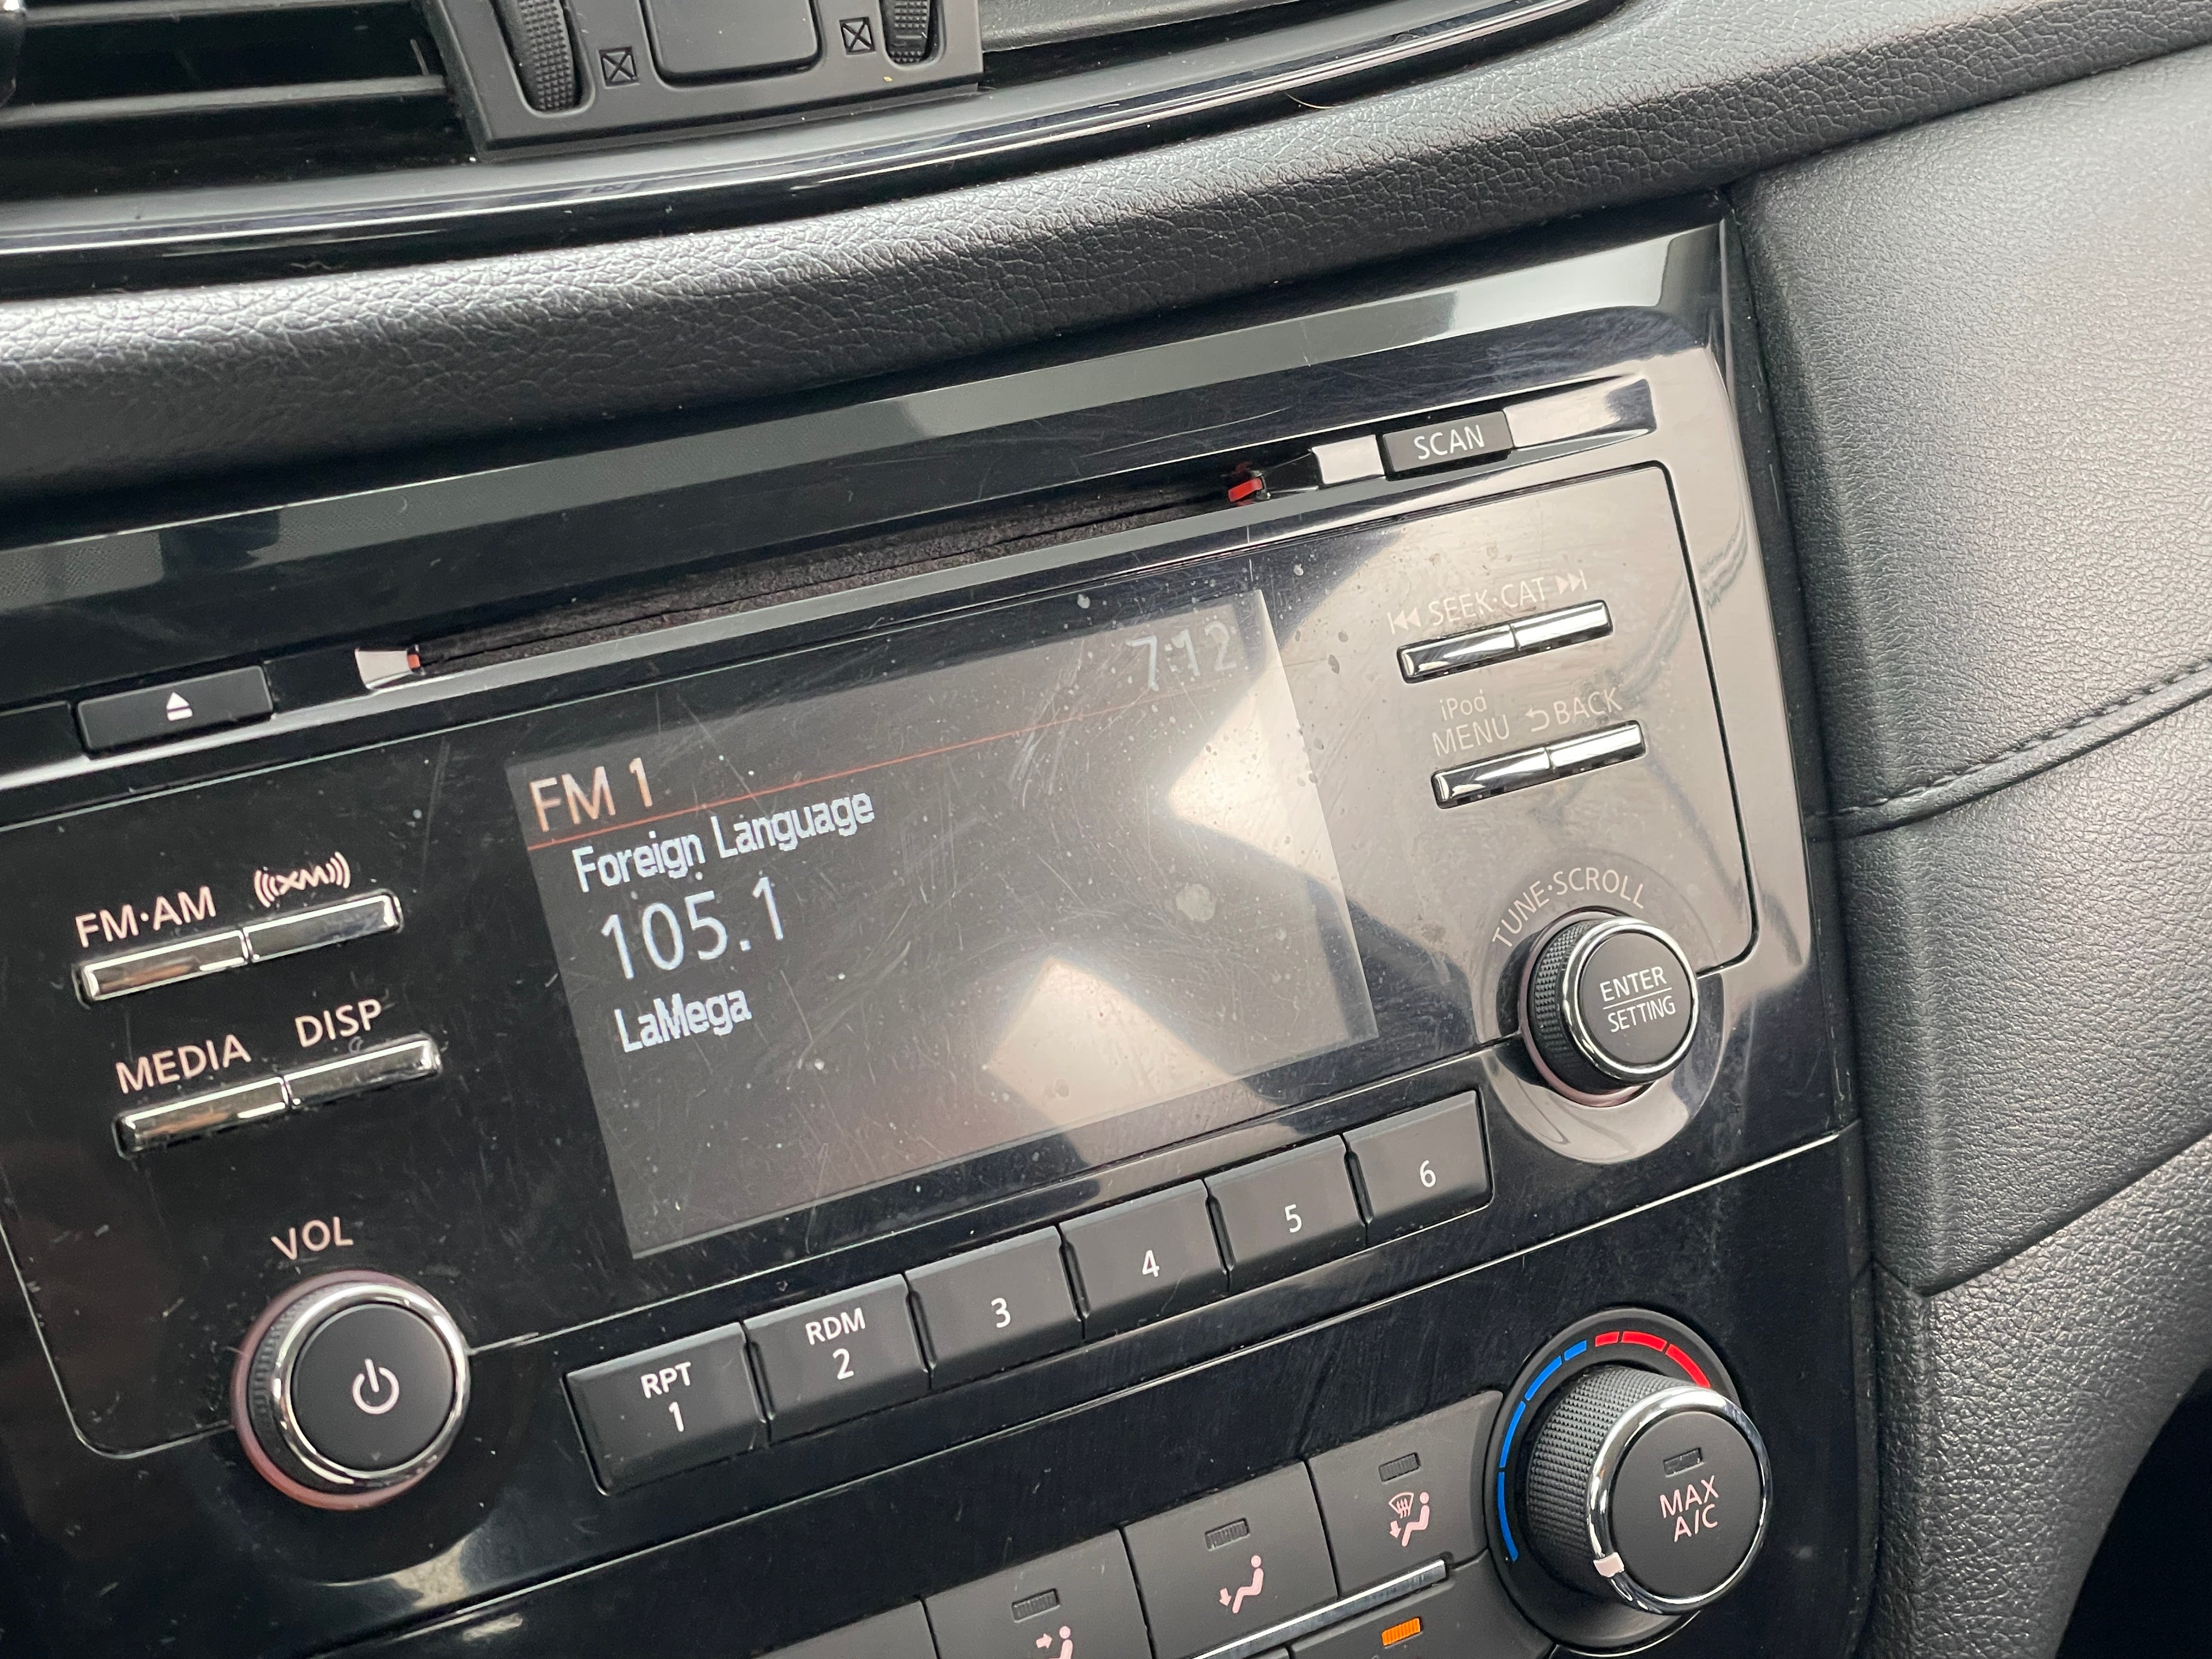 SCAN
SEEK·CAT
7:12
iPod
MENU BACK
FM 1
Foreign Language
105.1
LaMega
FM·AM ((XM))
MEDIA DISP
TUNE·SCROLL
ENTER
SETTING
VOL
RPT
1
RDM
2
3
4
5
6
MAX
A/C